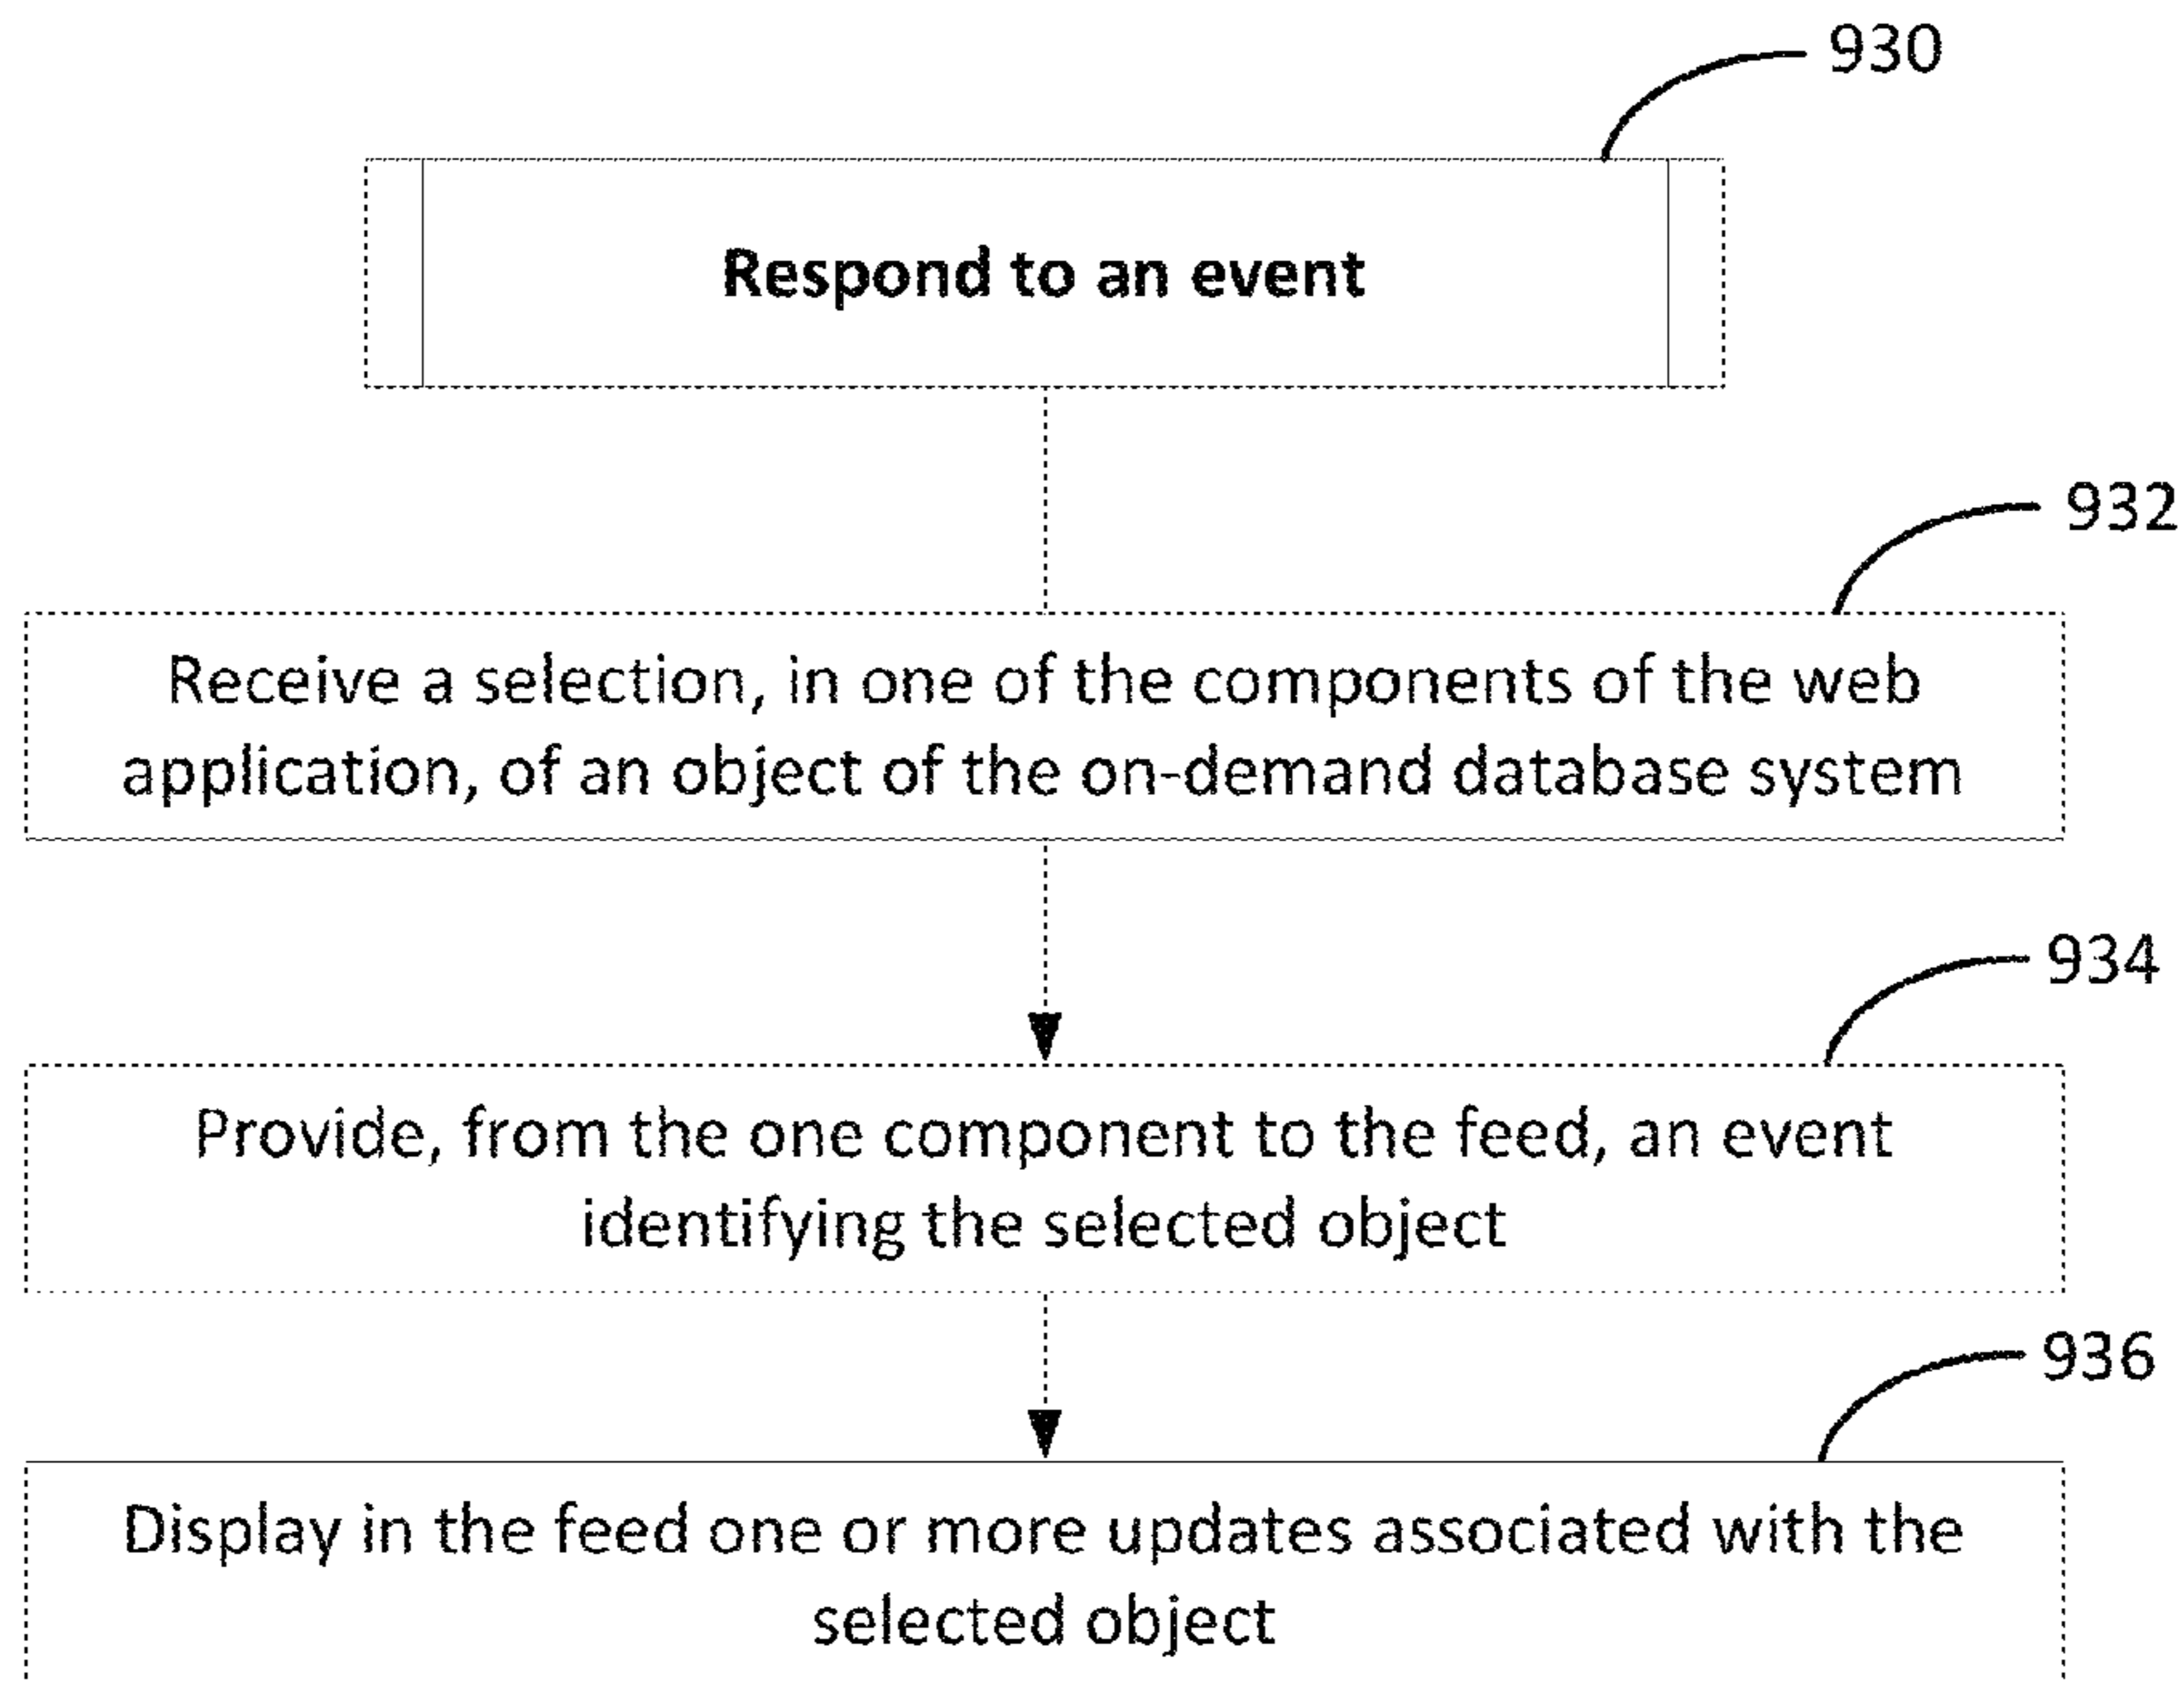 930
Respond to an event
932
Receive a selection, in one of the components of the web
application, of an object of the on-demand database system
934
Provide, from the one component to the feed, an event
identifying the selected object
936
Display in the feed one or more updates associated with the
selected object